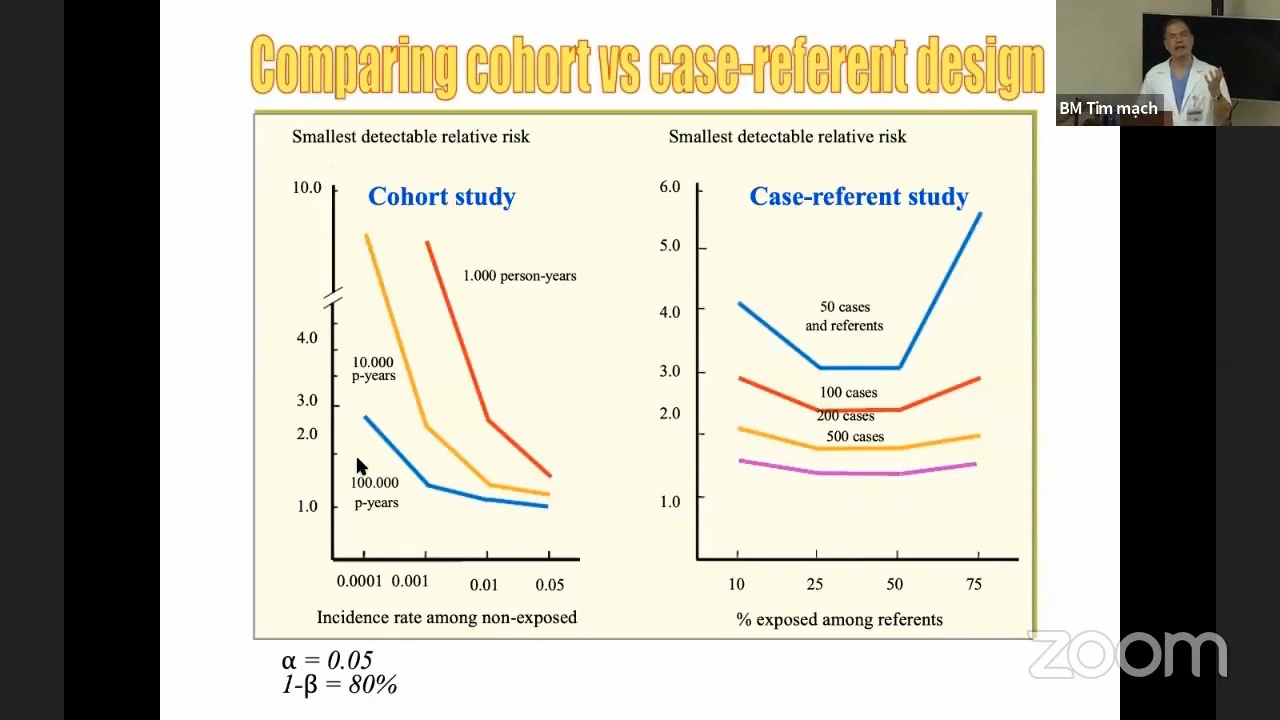 Comparing cohort vs case-referent design
BM Tim mạch
Smallest detectable relative risk
Cohort study
10.0
4.0
3.0
2.0
1.0
1.000 person-years
10.000
p-years
100.000
p-years
0.0001
0.001
0.01
0.05
Incidence rate among non-exposed
Smallest detectable relative risk
Case-referent study
6.0
5.0
4.0
3.0
2.0
1.0
50 cases
and referents
100 cases
200 cases
500 cases
10
25
50
75
% exposed among referents
α = 0.05
1-β = 80%
zoom